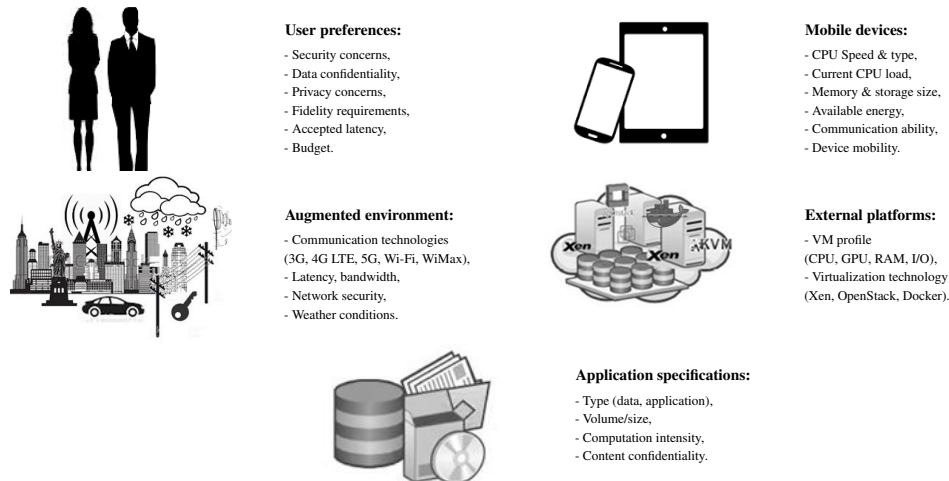 User preferences:
- Security concerns,
- Data confidentiality,
- Privacy concerns,
- Fidelity requirements,
- Accepted latency,
- Budget.
Mobile devices:
- CPU Speed & type,
- Current CPU load,
- Memory & storage size,
- Available energy,
- Communication ability,
- Device mobility.
Augmented environment:
- Communication technologies
(3G, 4G LTE, 5G, Wi-Fi, WiMax),
- Latency, bandwidth,
- Network security,
- Weather conditions.
Xen
Xen
KVM
External platforms:
- VM profile
(CPU, GPU, RAM, I/O),
- Virtualization technology
(Xen, OpenStack, Docker).
Application specifications:
- Type (data, application),
- Volume/size,
- Computation intensity,
- Content confidentiality.